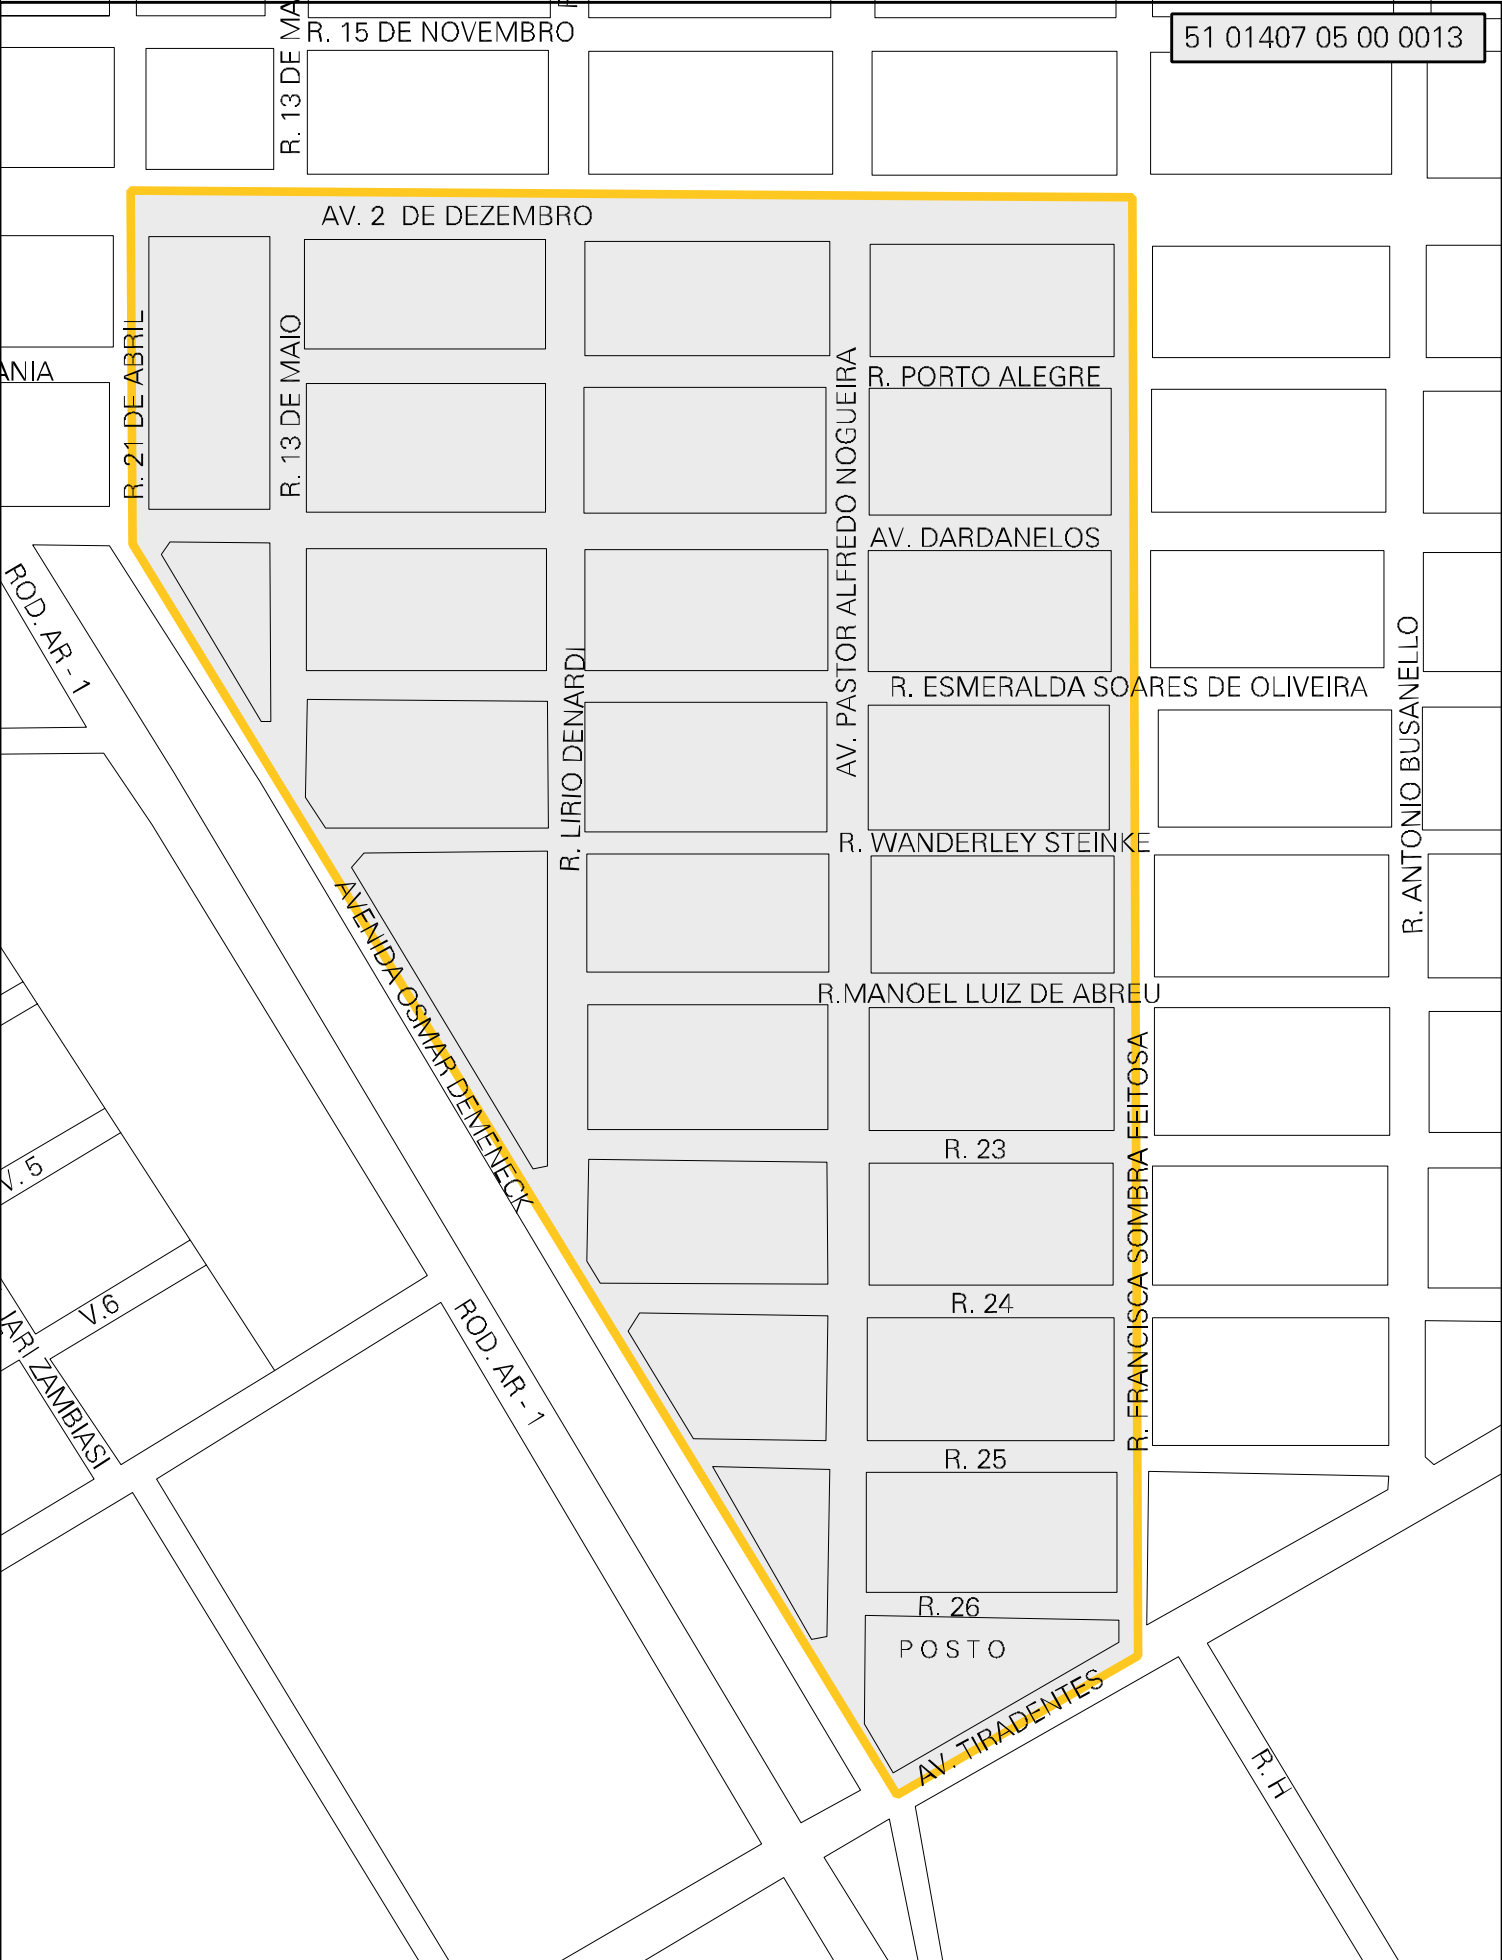 R. 13 DE MA
R. 15 DE NOVEMBRO
51 01407 05 00 0013
AV. 2 DE DEZEMBRO
R. 21 DE ABRIL
R. 13 DE MAIO
ANIA
AV. PASTOR ALFREDO NOGUEIRA
R. PORTO ALEGRE
AV. DARDANELOS
ROD. AR - 1
R. LIRIO DENARDI
R. ESMERALDA SOARES DE OLIVEIRA
R. ANTONIO BUSANELLO
R. WANDERLEY STEINKE
AVENIDA OSMAR DEMENECK
R.MANOEL LUIZ DE ABREU
R. FRANCISCA SOMBRA FEITOSA
R. 23
V. 5
R. 24
V.6
ROD. AR - 1
JARI ZAMBIASI
R. 25
R. 26
POSTO
AV. TIRADENTES
R. H